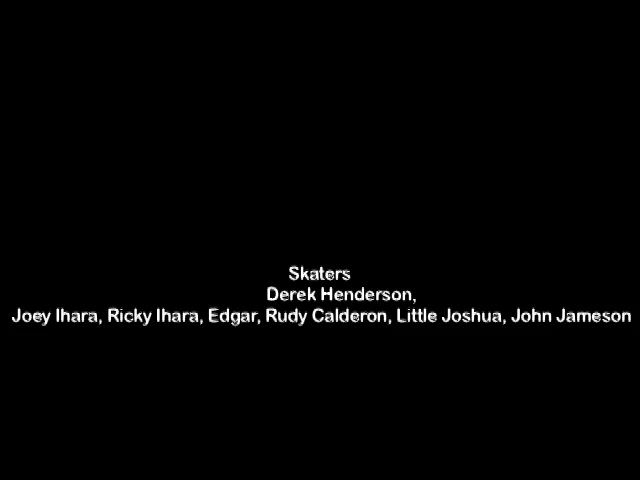 Skaters
Derek Henderson,
Joey Ihara, Ricky Ihara, Edgar, Rudy Calderon, Little Joshua, John Jameson